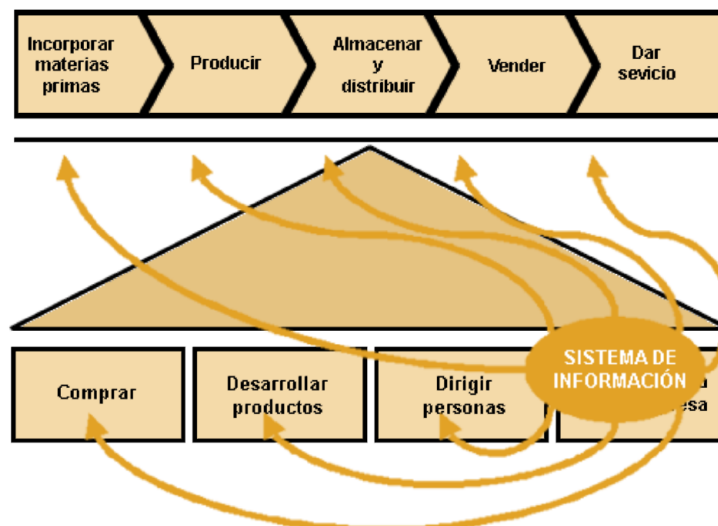 Incorporar
materias
primas
Producir
Almacenar
y
distribuir
Vender
Dar
sevicio
Comprar
Desarrollar
productos
Dirigir
personas
SISTEMA DE
INFORMACIÓN